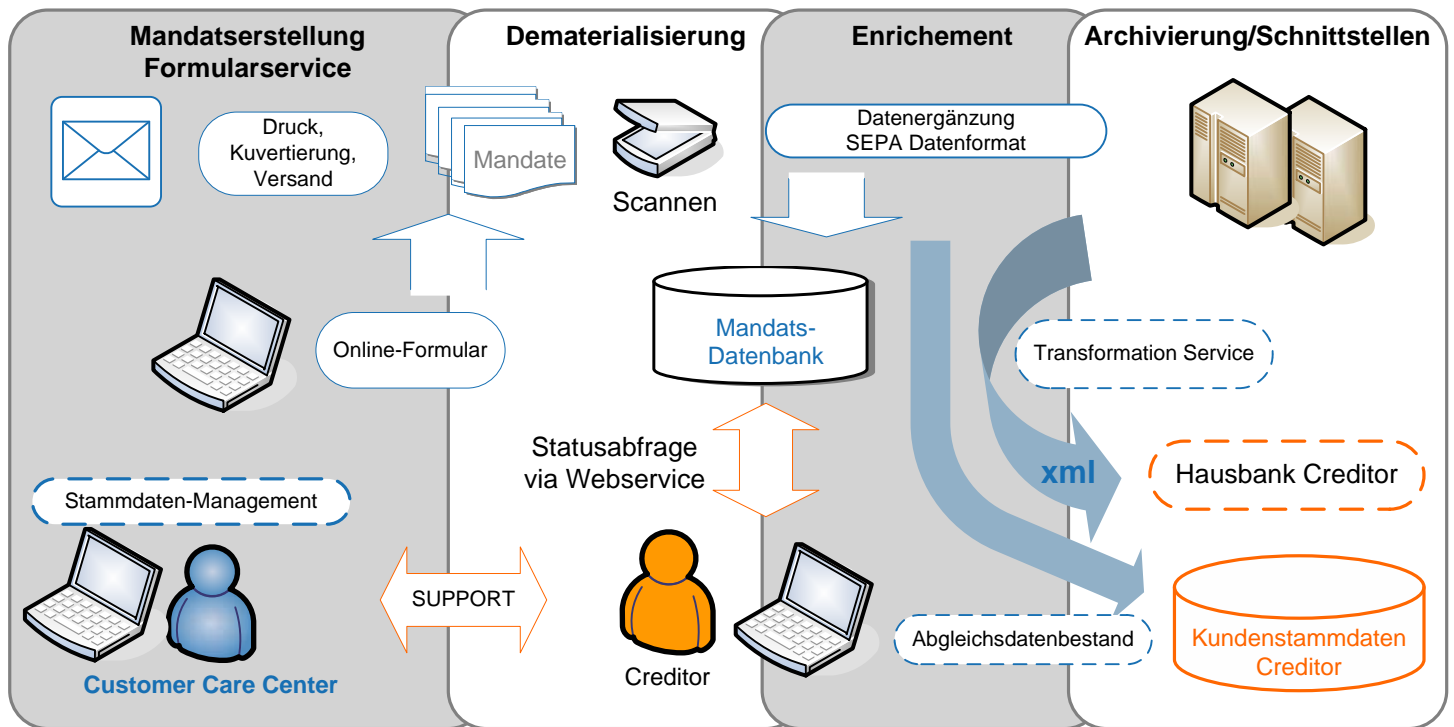 Mandatserstellung
Formularservice
Dematerialisierung
Enrichement
Archivierung/Schnittstellen
Druck,
Kuvertierung,
Versand
Mandate
Scannen
Datenergänzung
SEPA Datenformat
Online-Formular
Mandats-
Datenbank
Transformation Service
Statusabfrage
via Webservice
xml
Hausbank Creditor
Stammdaten-Management
SUPPORT
Customer Care Center
Creditor
Abgleichsdatenbestand
Kundenstammdaten
Creditor